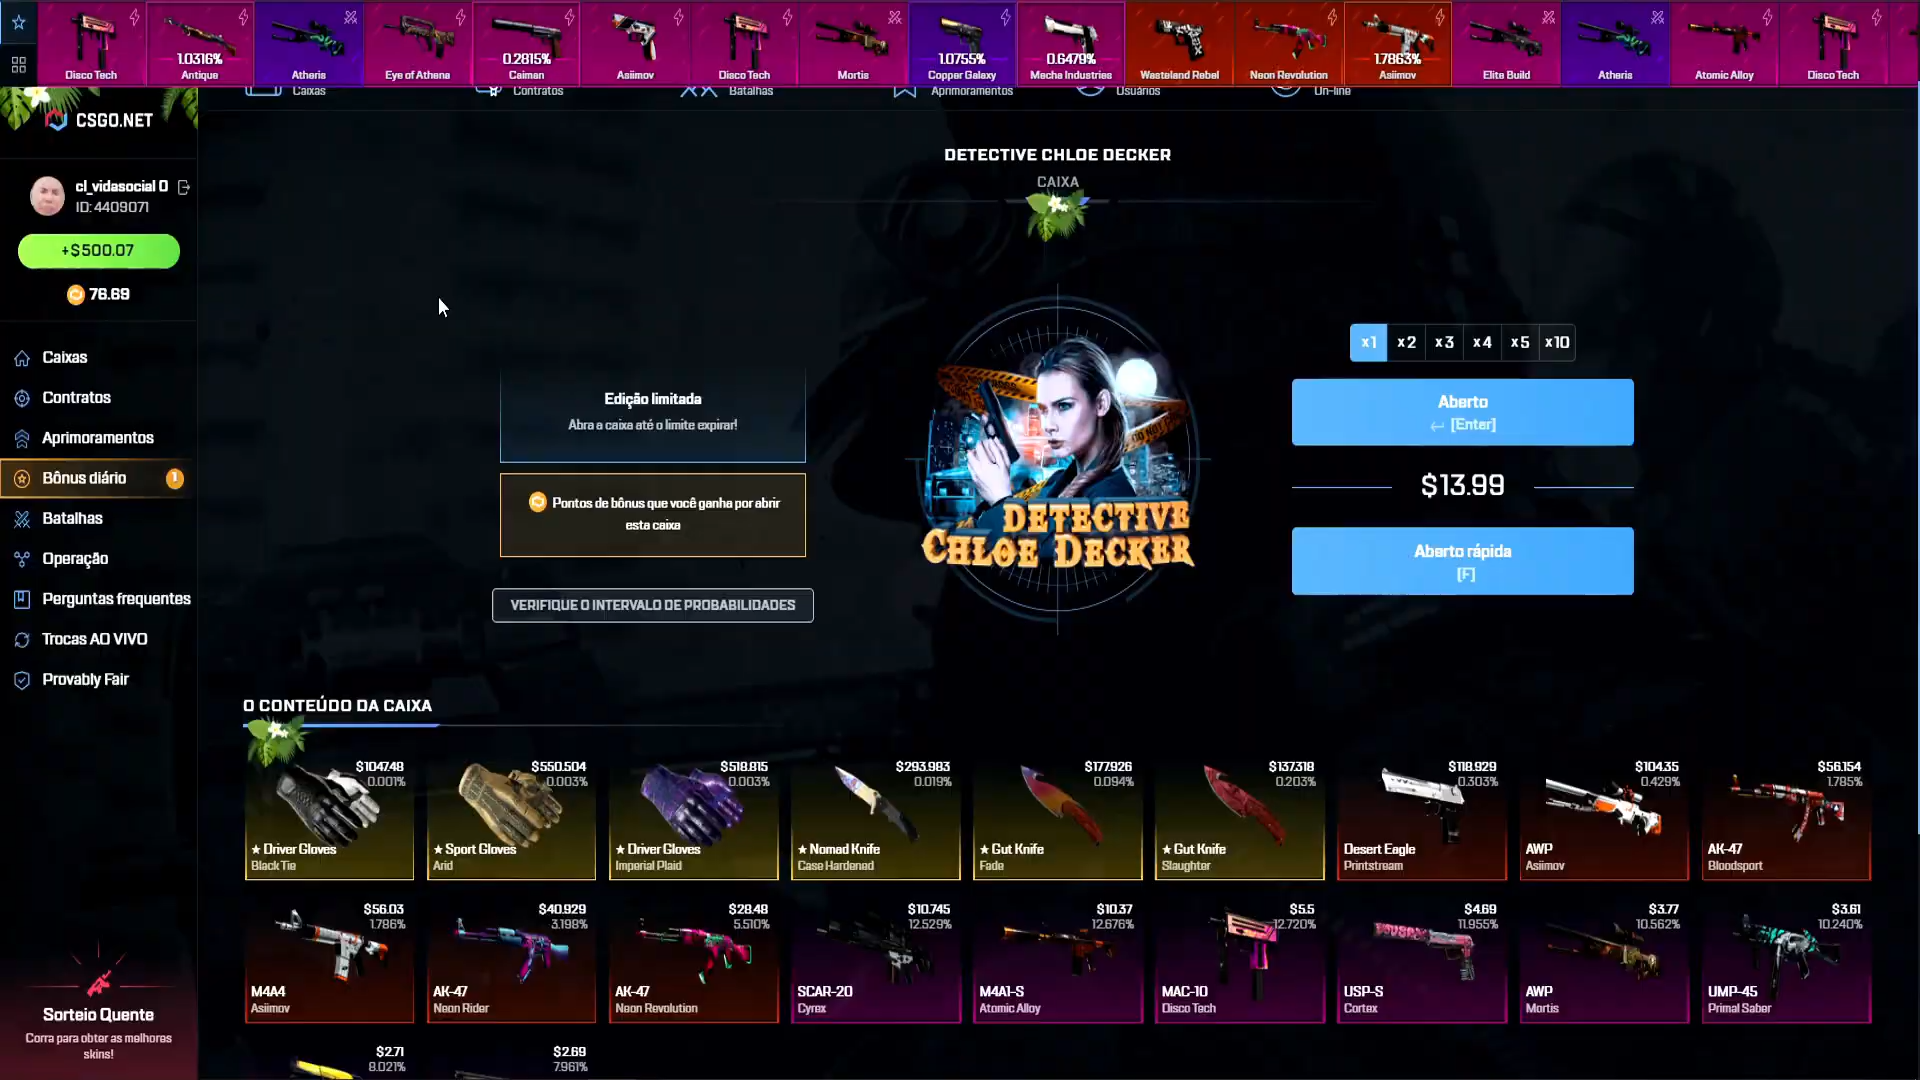 Disco Tech
1.0316%
Antique
Atheris
Eye of Athena
0.2815%
Caiman
Asiimov
Disco Tech
Mortis
1.0755%
Copper Galaxy
0.6479%
Mecha Industries
Wasteland Rebel
Neon Revolution
1.7863%
Asiimov
Elite Build
Atheris
Atomic Alloy
Disco Tech
Caixas
Contratos
Batalhas
Aprimoramentos
Usuários
On-line
CSGO.NET
cl_vidasocial 0
ID: 4409071
+$500.07
76.69
Caixas
Contratos
Aprimoramentos
Bônus diário 1
Batalhas
Operação
Perguntas frequentes
Trocas AO VIVO
Provably Fair
Sorteio Quente
Corra para obter as melhores
skins!
DETECTIVE CHLOE DECKER
CAIXA
Edição limitada
Abra a caixa até o limite expirar!
Pontos de bônus que você ganha por abrir
esta caixa
VERIFIQUE O INTERVALO DE PROBABILIDADES
DETECTIVE
CHLOE DECKER
x1 x2 x3 x4 x5 x10
Aberto
[Enter]
$13.99
Aberto rápida
[F]
O CONTEÚDO DA CAIXA
$1047.48
0.001%
★ Driver Gloves
Black Tie
$550.504
0.003%
★ Sport Gloves
Arid
$518.815
0.003%
★ Driver Gloves
Imperial Plaid
$293.983
0.019%
★ Nomad Knife
Case Hardened
$177.926
0.094%
★ Gut Knife
Fade
$137.318
0.203%
★ Gut Knife
Slaughter
$118.929
0.303%
Desert Eagle
Printstream
$104.35
0.429%
AWP
Asiimov
$56.154
1.785%
AK-47
Bloodsport
$56.03
1.786%
M4A4
Asiimov
$40.929
3.198%
AK-47
Neon Rider
$28.48
5.510%
AK-47
Neon Revolution
$10.745
12.529%
SCAR-20
Cyrex
$10.37
12.676%
M4A1-S
Atomic Alloy
$5.5
12.720%
MAC-10
Disco Tech
$4.69
11.955%
USP-S
Cortex
$3.77
10.562%
AWP
Mortis
$3.61
10.240%
UMP-45
Primal Saber
$2.71
8.021%
$2.69
7.961%